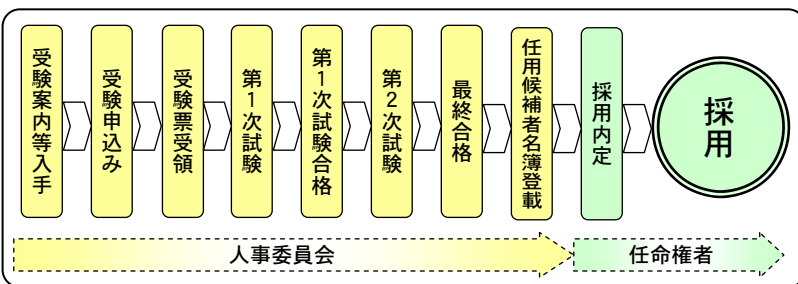 受験案内等入手
受験申込み
受験票受領
第1次試験
第1次試験合格
第2次試験
最終合格
任用候補者名簿登載
採用内定
採用
人事委員会
任命権者